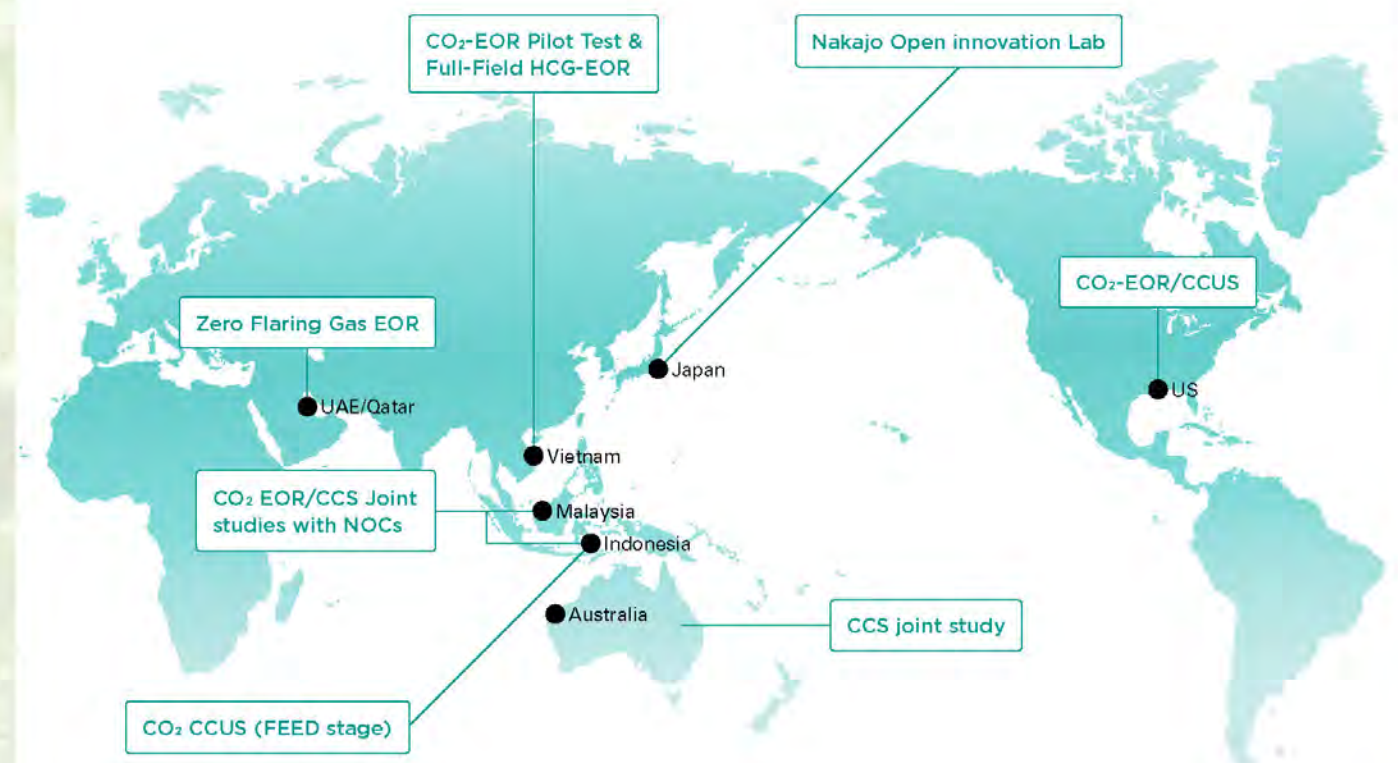 CO₂-EOR Pilot Test &
Full-Field HCG-EOR
Nakajo Open innovation Lab
CO₂-EOR/CCUS
Zero Flaring Gas EOR
Japan
US
UAE/Qatar
Vietnam
CO₂ EOR/CCS Joint
studies with NOCs
Malaysia
Indonesia
Australia
CCS joint study
CO₂ CCUS (FEED stage)